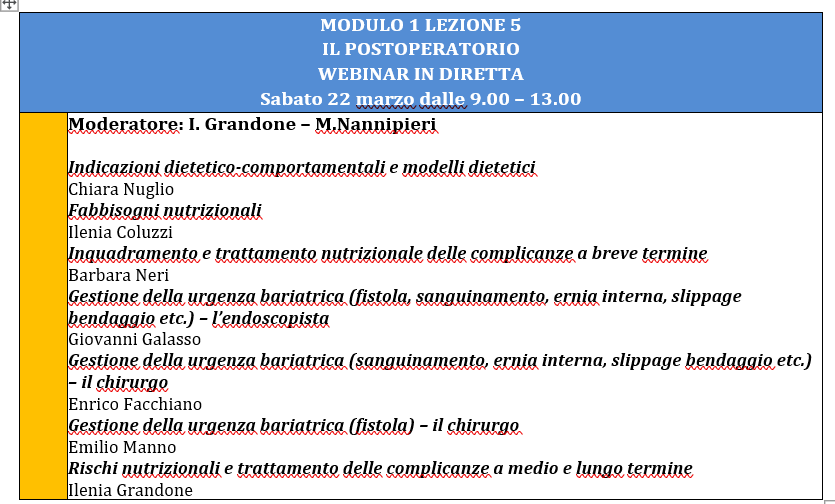 MODULO 1 LEZIONE 5
IL POSTOPERATORIO
WEBINAR IN DIRETTA
Sabato 22 marzo dalle 9.00 – 13.00
Moderatore: I. Grandone – M.Nannipieri
Indicazioni dietetico-comportamentali e modelli dietetici
Chiara Nuglio
Fabbisogni nutrizionali
Ilenia Coluzzi
Inquadramento e trattamento nutrizionale delle complicanze a breve termine
Barbara Neri
Gestione della urgenza bariatrica (fistola, sanguinamento, ernia interna, slippage
bendaggio etc.) – l’endoscopista
Giovanni Galasso
Gestione della urgenza bariatrica (sanguinamento, ernia interna, slippage bendaggio etc.)
– il chirurgo
Enrico Facchiano
Gestione della urgenza bariatrica (fistola) – il chirurgo
Emilio Manno
Rischi nutrizionali e trattamento delle complicanze a medio e lungo termine
Ilenia Grandone